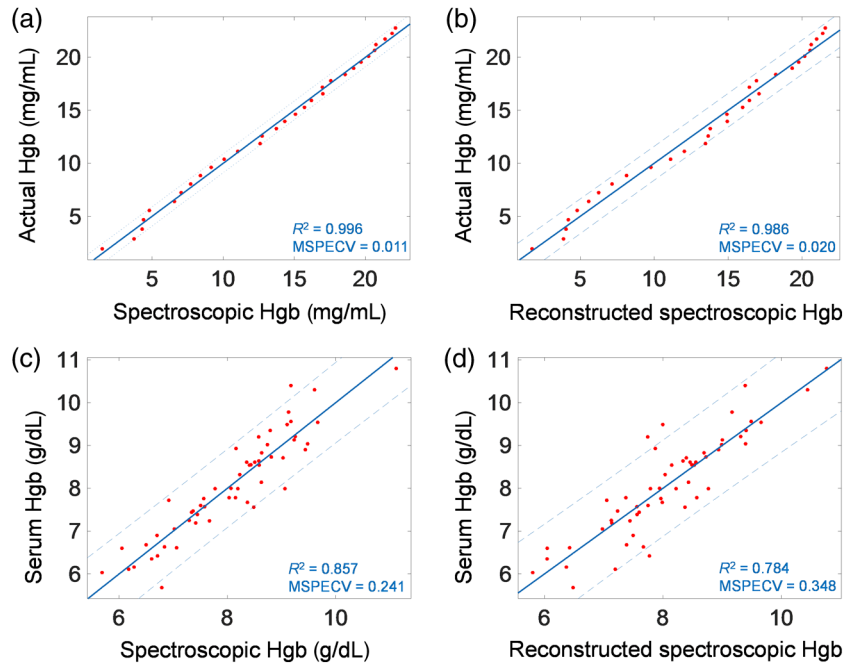 (a)
Actual Hgb (mg/mL)
20
15
10
5
R² = 0.996
MSPECV = 0.011
5 10 15 20
Spectroscopic Hgb (mg/mL)
(b)
Actual Hgb (mg/mL)
20
15
10
5
R² = 0.986
MSPECV = 0.020
5 10 15 20
Reconstructed spectroscopic Hgb
(c)
Serum Hgb (g/dL)
11
10
9
8
7
6
R² = 0.857
MSPECV = 0.241
6 8 10
Spectroscopic Hgb (g/dL)
(d)
Serum Hgb (g/dL)
11
10
9
8
7
6
R² = 0.784
MSPECV = 0.348
6 8 10
Reconstructed spectroscopic Hgb